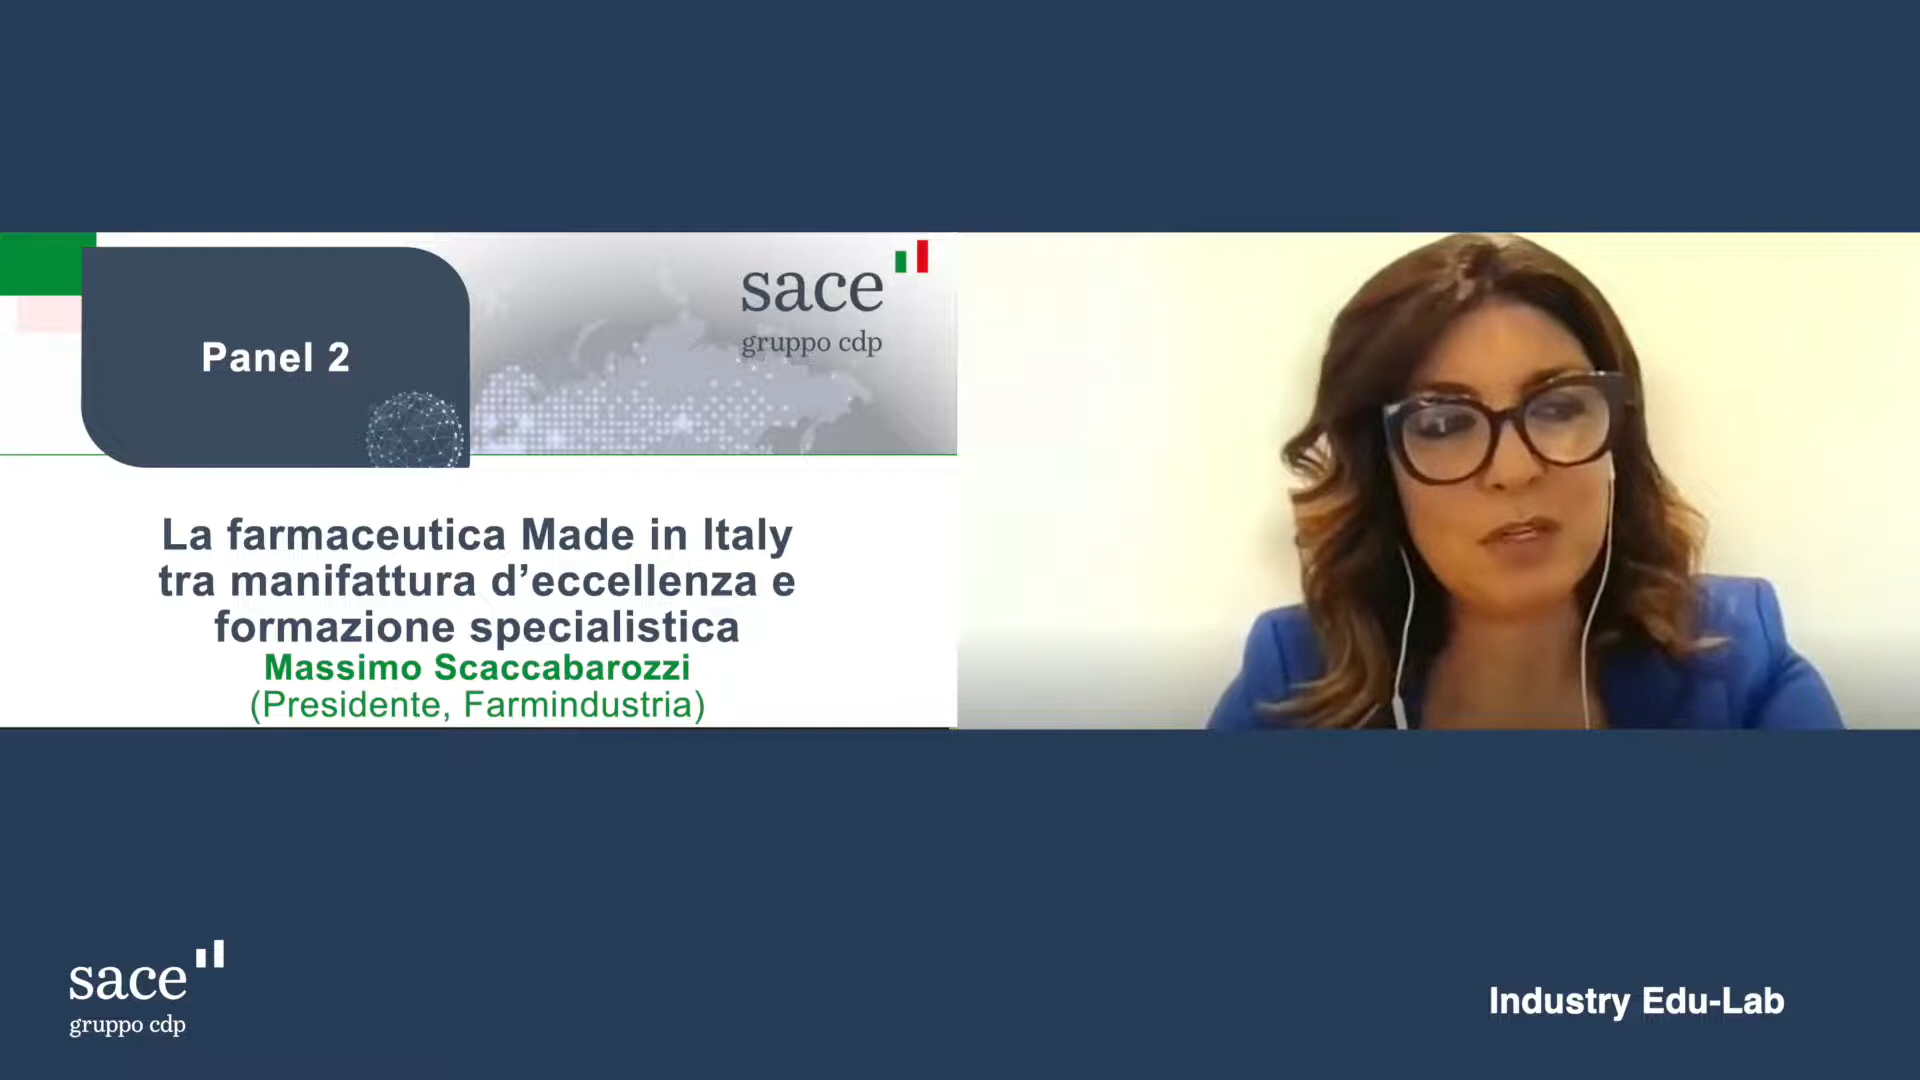 Panel 2
sace
gruppo cdp
La farmaceutica Made in Italy
tra manifattura d’eccellenza e
formazione specialistica
Massimo Scaccabarozzi
(Presidente, Farmindustria)
sace
gruppo cdp
Industry Edu-Lab